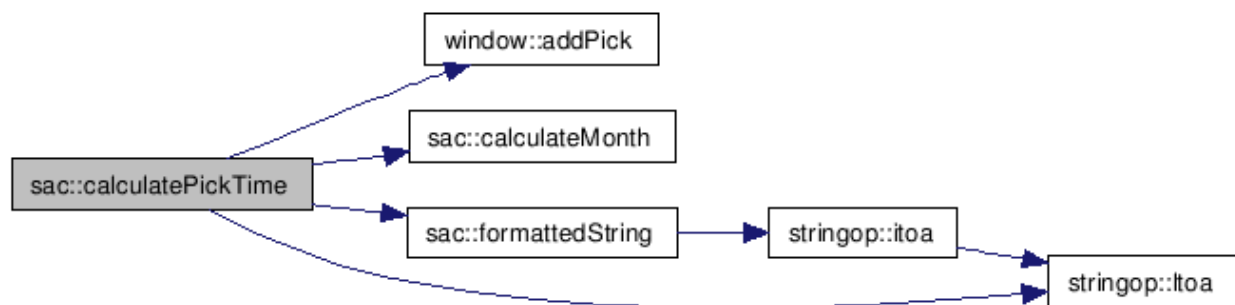 window::addPick
sac::calculateMonth
sac::calculatePickTime
sac::formattedString
stringop::itoa
stringop::ltoa